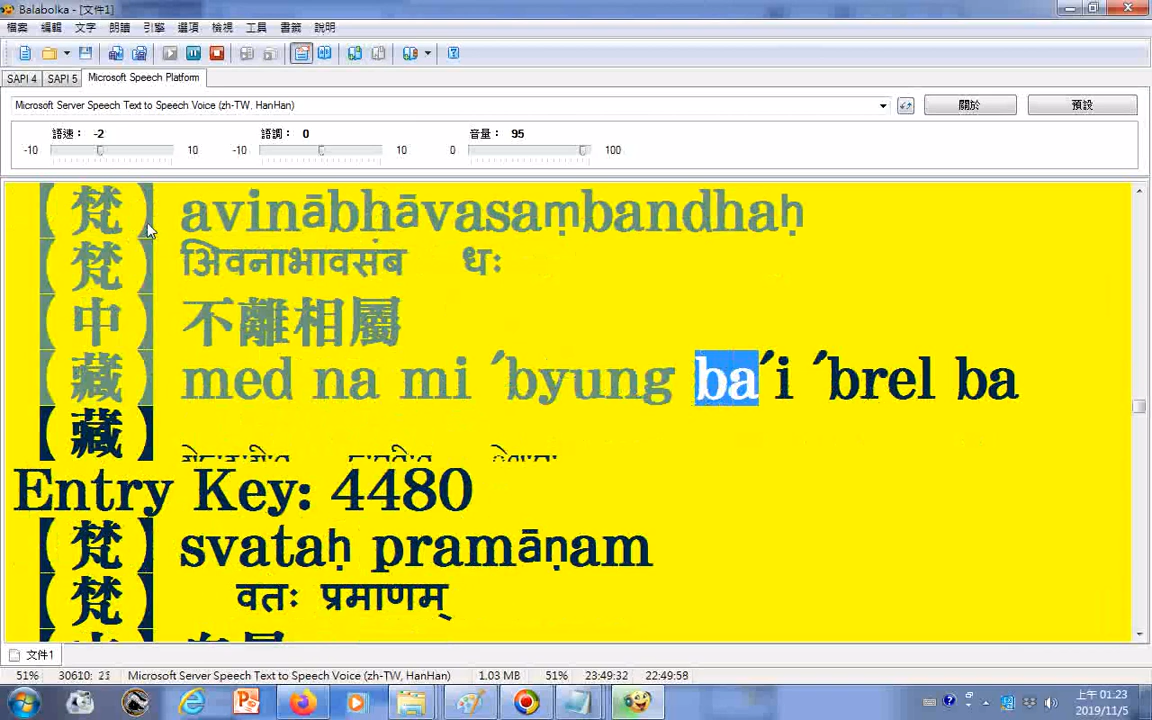 Balabolka - [文件1]
檔案 編輯 文字 朗讀 引擎 選項 檢視 工具 書籤 說明
SAPI 4 SAPI 5 Microsoft Speech Platform
Microsoft Server Speech Text to Speech Voice (zh-TW, HanHan) 關於 預設
語速： -2 語調： 0 音量： 95
-10 10 -10 10 0 100
【梵】 avinābhāvasaṃbandhaḥ
【梵】 अिवनाभावसंब धः
【中】 不離相屬
【藏】 med na mi ´byung ba´i ´brel ba
【藏】
Entry Key: 4480
【梵】 svataḥ pramāṇam
【梵】 वतः प्रमाणम्
文件1
51% 30610: 21 Microsoft Server Speech Text to Speech Voice (zh-TW, HanHan) 1.03 MB 51% 23:49:32 22:49:58
上午 01:23
2019/11/5